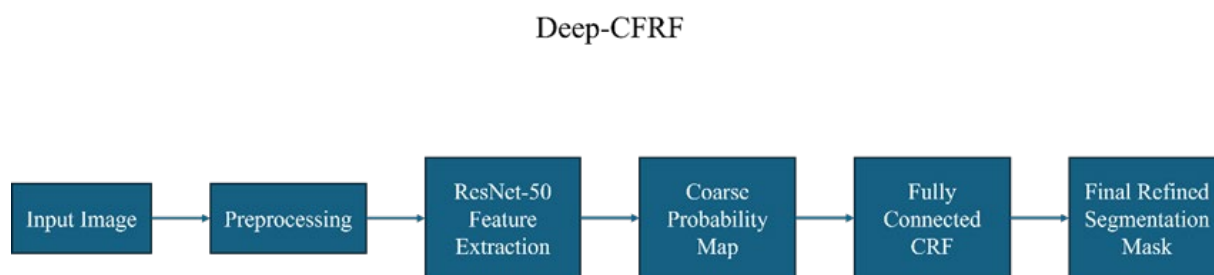 Deep-CFRF
Input Image
Preprocessing
ResNet-50
Feature
Extraction
Coarse
Probability
Map
Fully
Connected
CRF
Final Refined
Segmentation
Mask